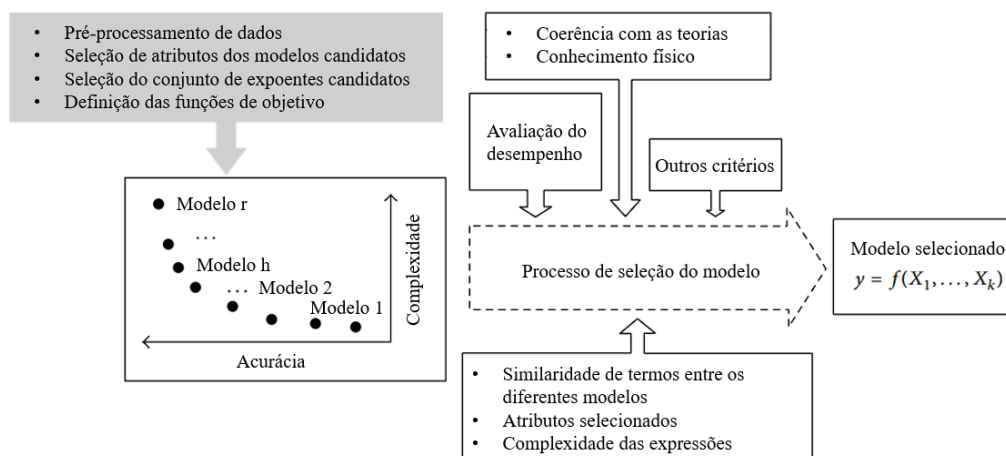 • Pré-processamento de dados
• Seleção de atributos dos modelos candidatos
• Seleção do conjunto de expoentes candidatos
• Definição das funções de objetivo
• Coerência com as teorias
• Conhecimento físico
Avaliação do
desempenho
Outros critérios
Modelo r
...
Modelo h
... Modelo 2
Modelo 1
Complexidade
Acurácia
Processo de seleção do modelo
Modelo selecionado
y = f(X₁,...,Xₖ)
• Similaridade de termos entre os
diferentes modelos
• Atributos selecionados
• Complexidade das expressões